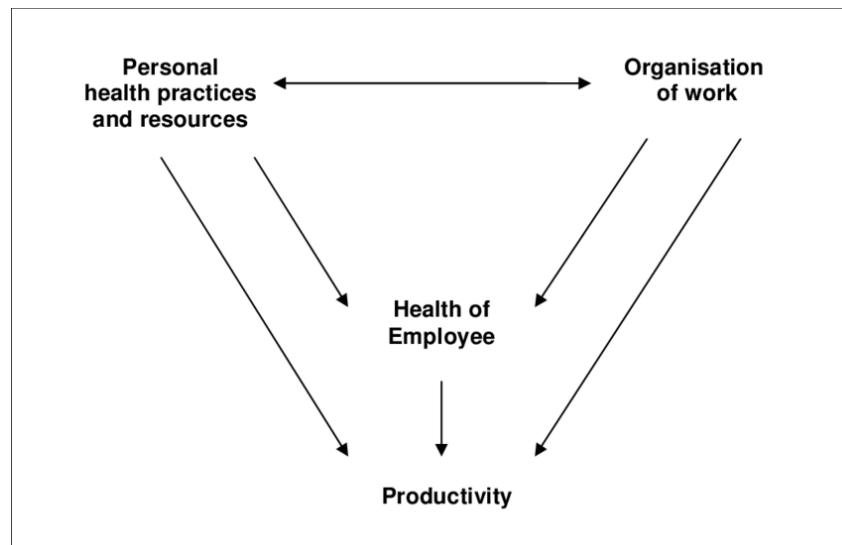 Personal
health practices
and resources
Organisation
of work
Health of
Employee
Productivity